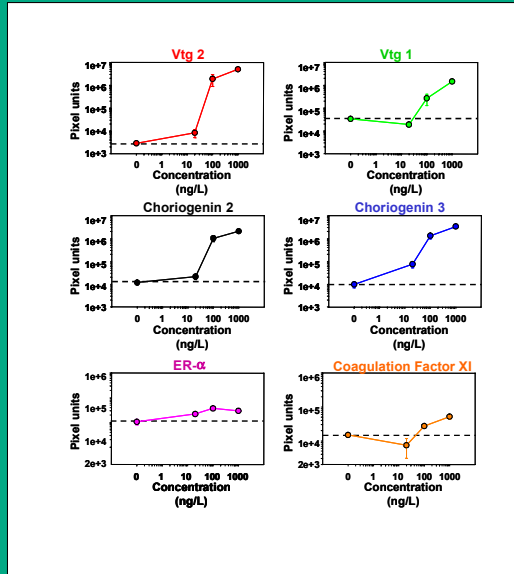 Vtg 2
Pixel units
1e+7
1e+6
1e+5
1e+4
1e+3
0 1 10 100 1000
Concentration
(ng/L)
Vtg 1
Pixel units
1e+7
1e+6
1e+5
1e+4
1e+3
0 1 10 100 1000
Concentration
(ng/L)
Choriogenin 2
Pixel units
1e+7
1e+6
1e+5
1e+4
1e+3
0 1 10 100 1000
Concentration
(ng/L)
Choriogenin 3
Pixel units
1e+7
1e+6
1e+5
1e+4
1e+3
0 1 10 100 1000
Concentration
(ng/L)
ER-α
Pixel units
1e+6
1e+5
1e+4
2e+3
0 1 10 100 1000
Concentration
(ng/L)
Coagulation Factor XI
Pixel units
1e+6
1e+5
1e+4
2e+3
0 1 10 100 1000
Concentration
(ng/L)